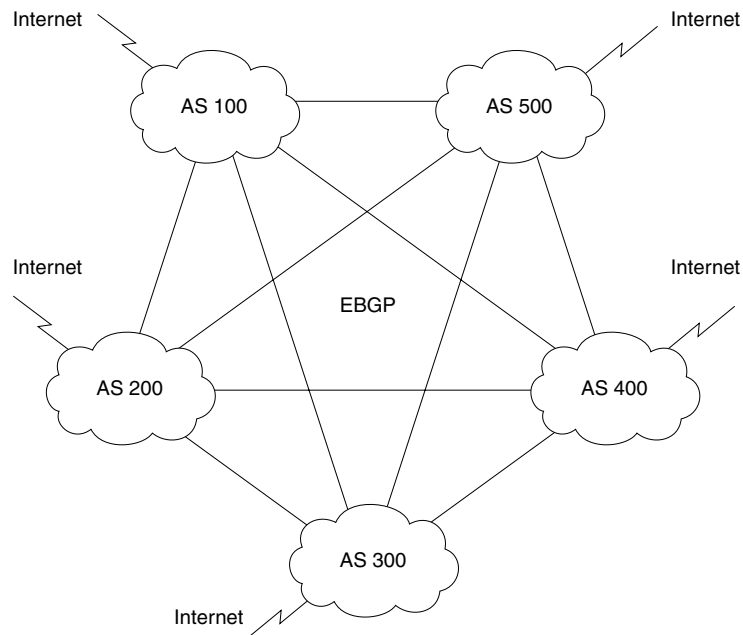 Internet
Internet
AS 100
AS 500
Internet
Internet
EBGP
AS 200
AS 400
AS 300
Internet